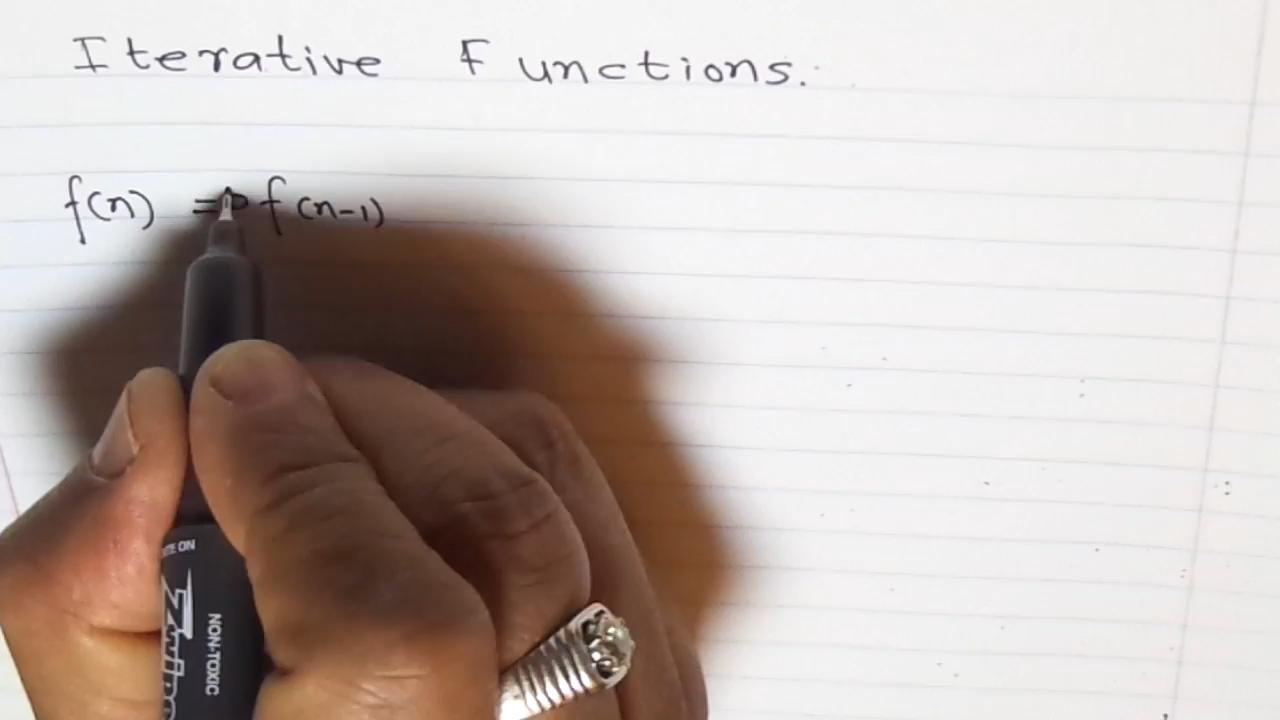 Iterative Functions.
f(n) => f(n-1)
NON-TOXIC